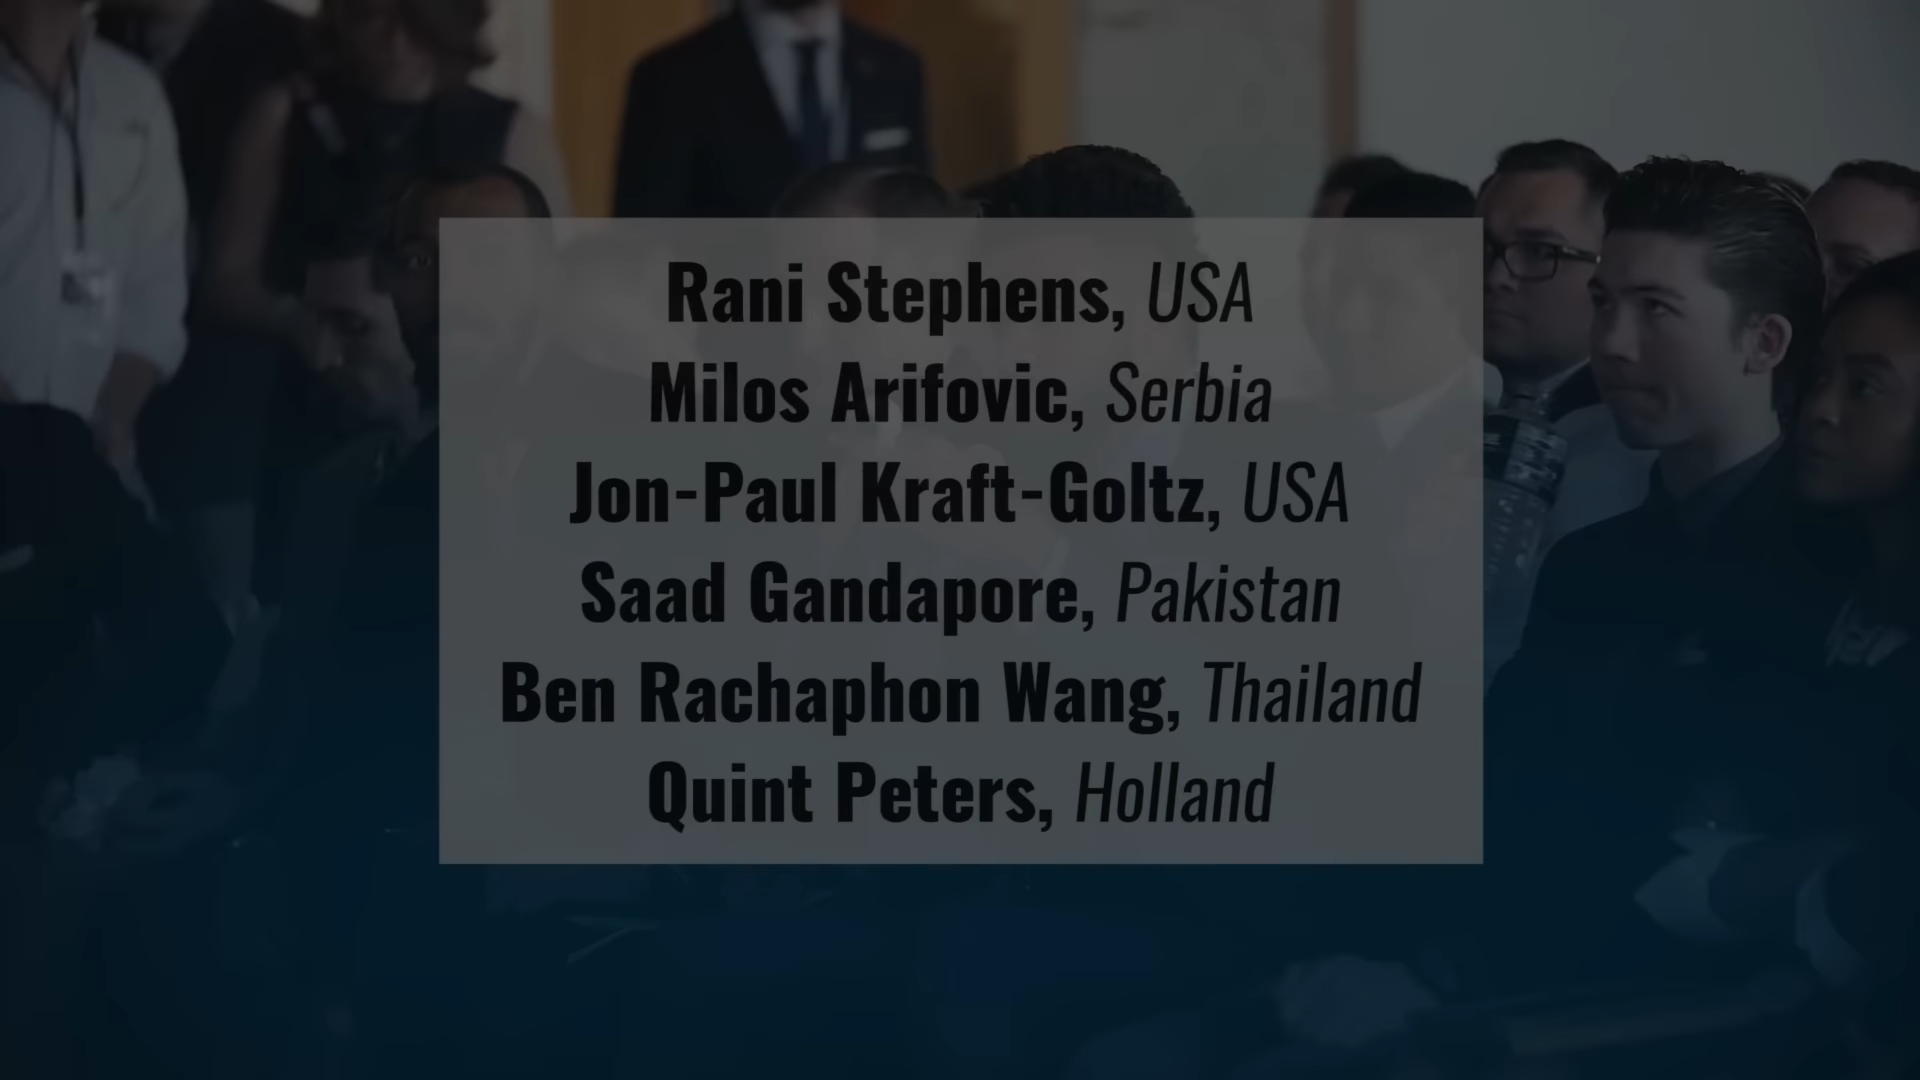 Rani Stephens, USA
Milos Arifovic, Serbia
Jon-Paul Kraft-Goltz, USA
Saad Gandapore, Pakistan
Ben Rachaphon Wang, Thailand
Quint Peters, Holland